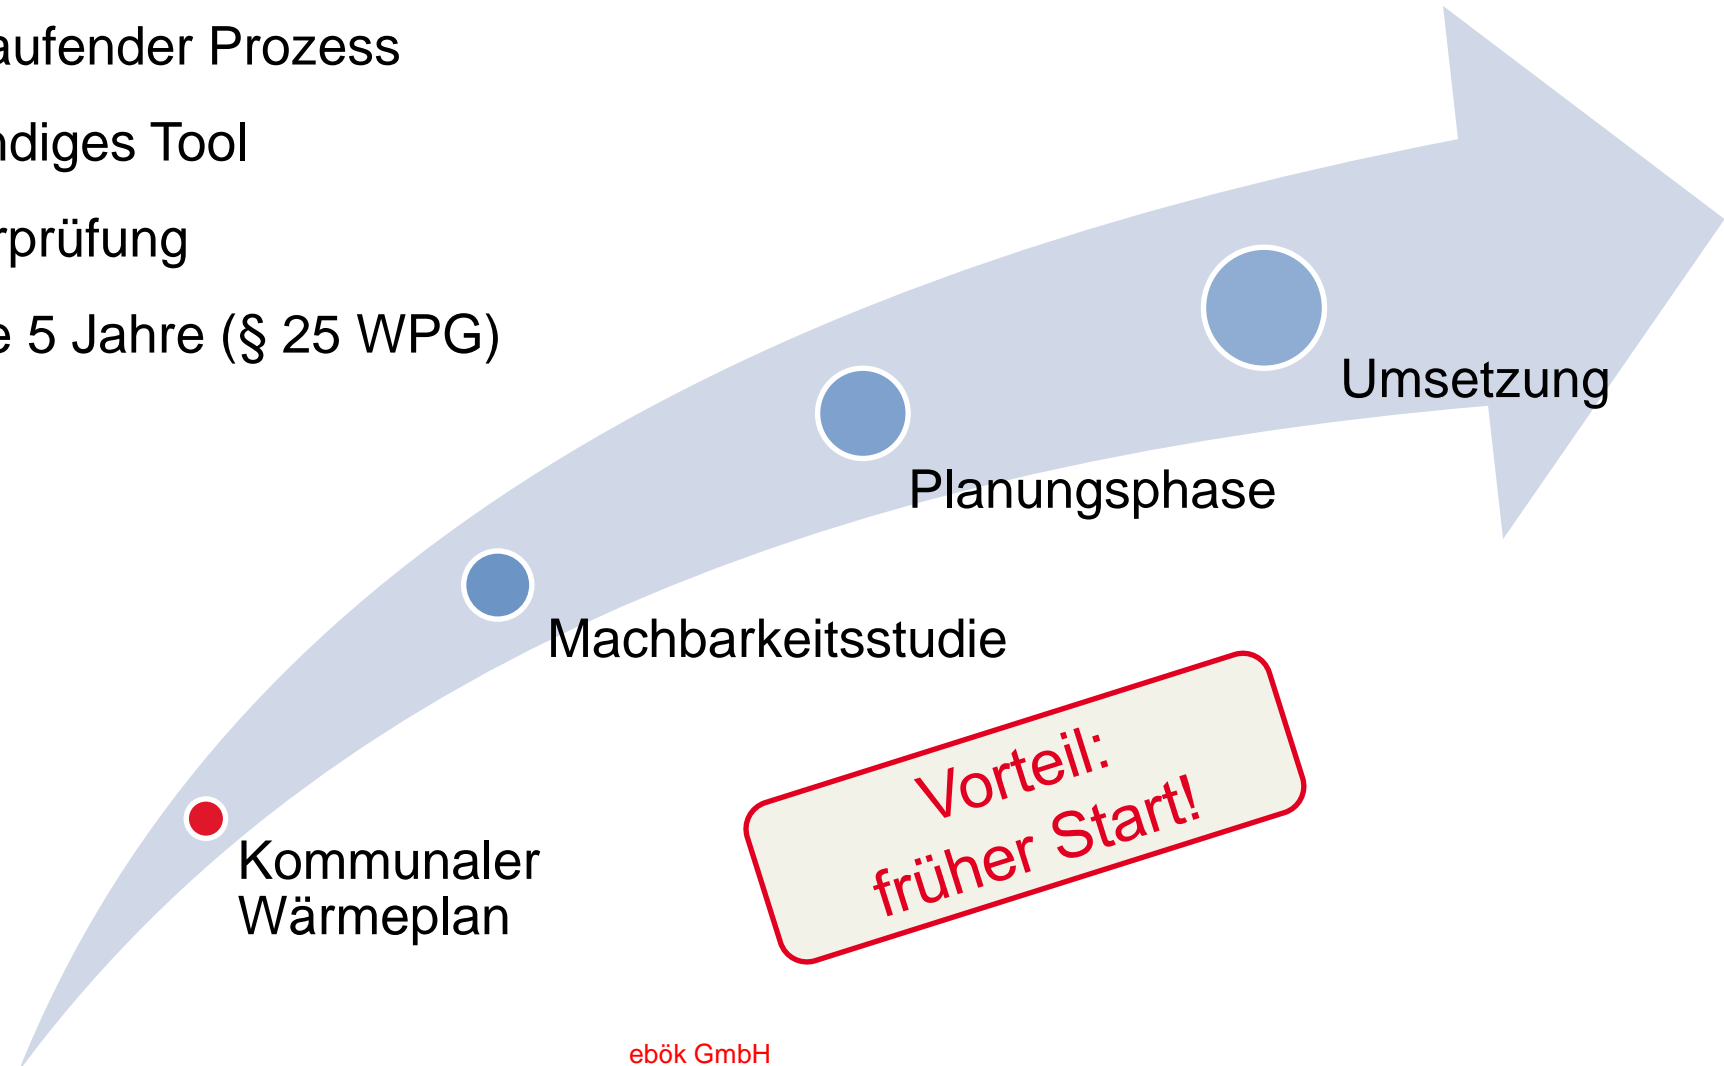 aufender Prozess
ndiges Tool
rprüfung
e 5 Jahre (§ 25 WPG)
Umsetzung
Planungsphase
Machbarkeitsstudie
Vorteil:
früher Start!
Kommunaler
Wärmeplan
ebök GmbH